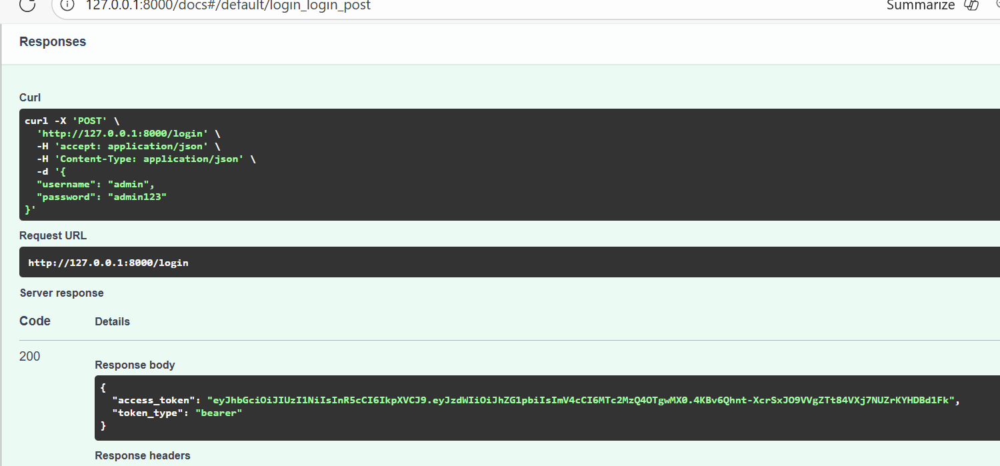 127.0.0.1:8000/docs#/default/login_login_post
Summarize
Responses
Curl
curl -X 'POST' \
  'http://127.0.0.1:8000/login' \
  -H 'accept: application/json' \
  -H 'Content-Type: application/json' \
  -d '{
  "username": "admin",
  "password": "admin123"
}'
Request URL
http://127.0.0.1:8000/login
Server response
Code Details
200
Response body
{
  "access_token": "eyJhbGciOiJIUzI1NiIsInR5cCI6IkpXVCJ9.eyJzdWIiOiJhZG1pbiIsImV4cCI6MTc2MzQ4OTgwMX0.4KBv6Qhnt-XcrSxJO9VVgZTt84VXj7NUZrKYHDBd1Fk",
  "token_type": "bearer"
}
Response headers